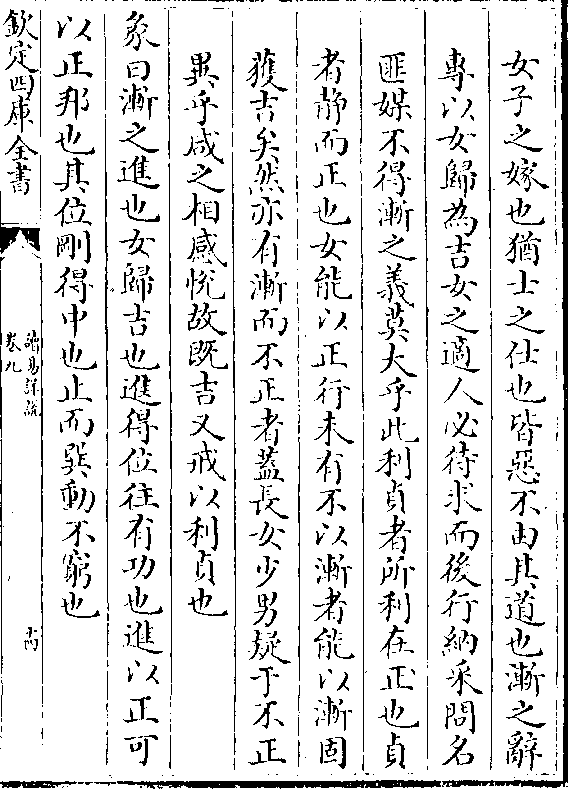 女子之嫁也猶士之仕也皆惡不由其道也漸之辭
專以女歸為吉女之適人必待求而後行納采問名
匪媒不得漸之義莫大乎此利貞者所利在正也貞
者静而正也女能以正行未有不以漸者能以漸固
獲吉矣然亦有漸而不正者蓋長女少男疑于不正
異乎咸之相感悅故既吉又戒以利貞也
彖曰漸之進也女歸吉也進得位往有功也進以正可
以正邦也其位剛得中也止而巽動不窮也
欽定四庫全書
讀易詳說
卷九